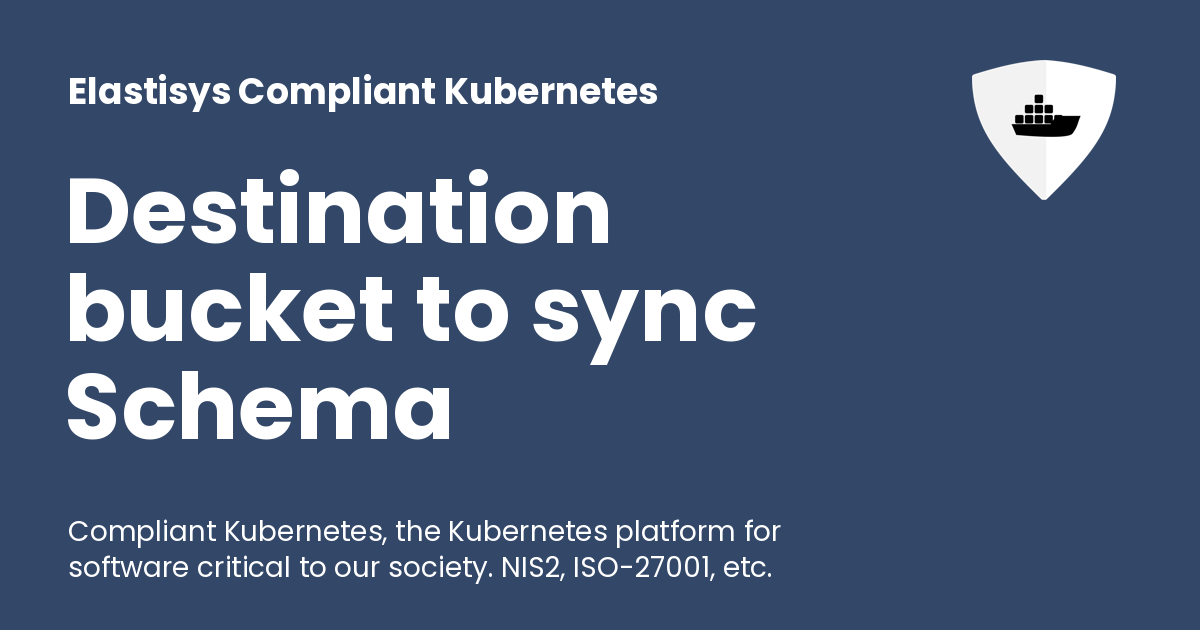 Elastisys Compliant Kubernetes
Destination
bucket to sync
Schema
Compliant Kubernetes, the Kubernetes platform for
software critical to our society. NIS2, ISO-27001, etc.